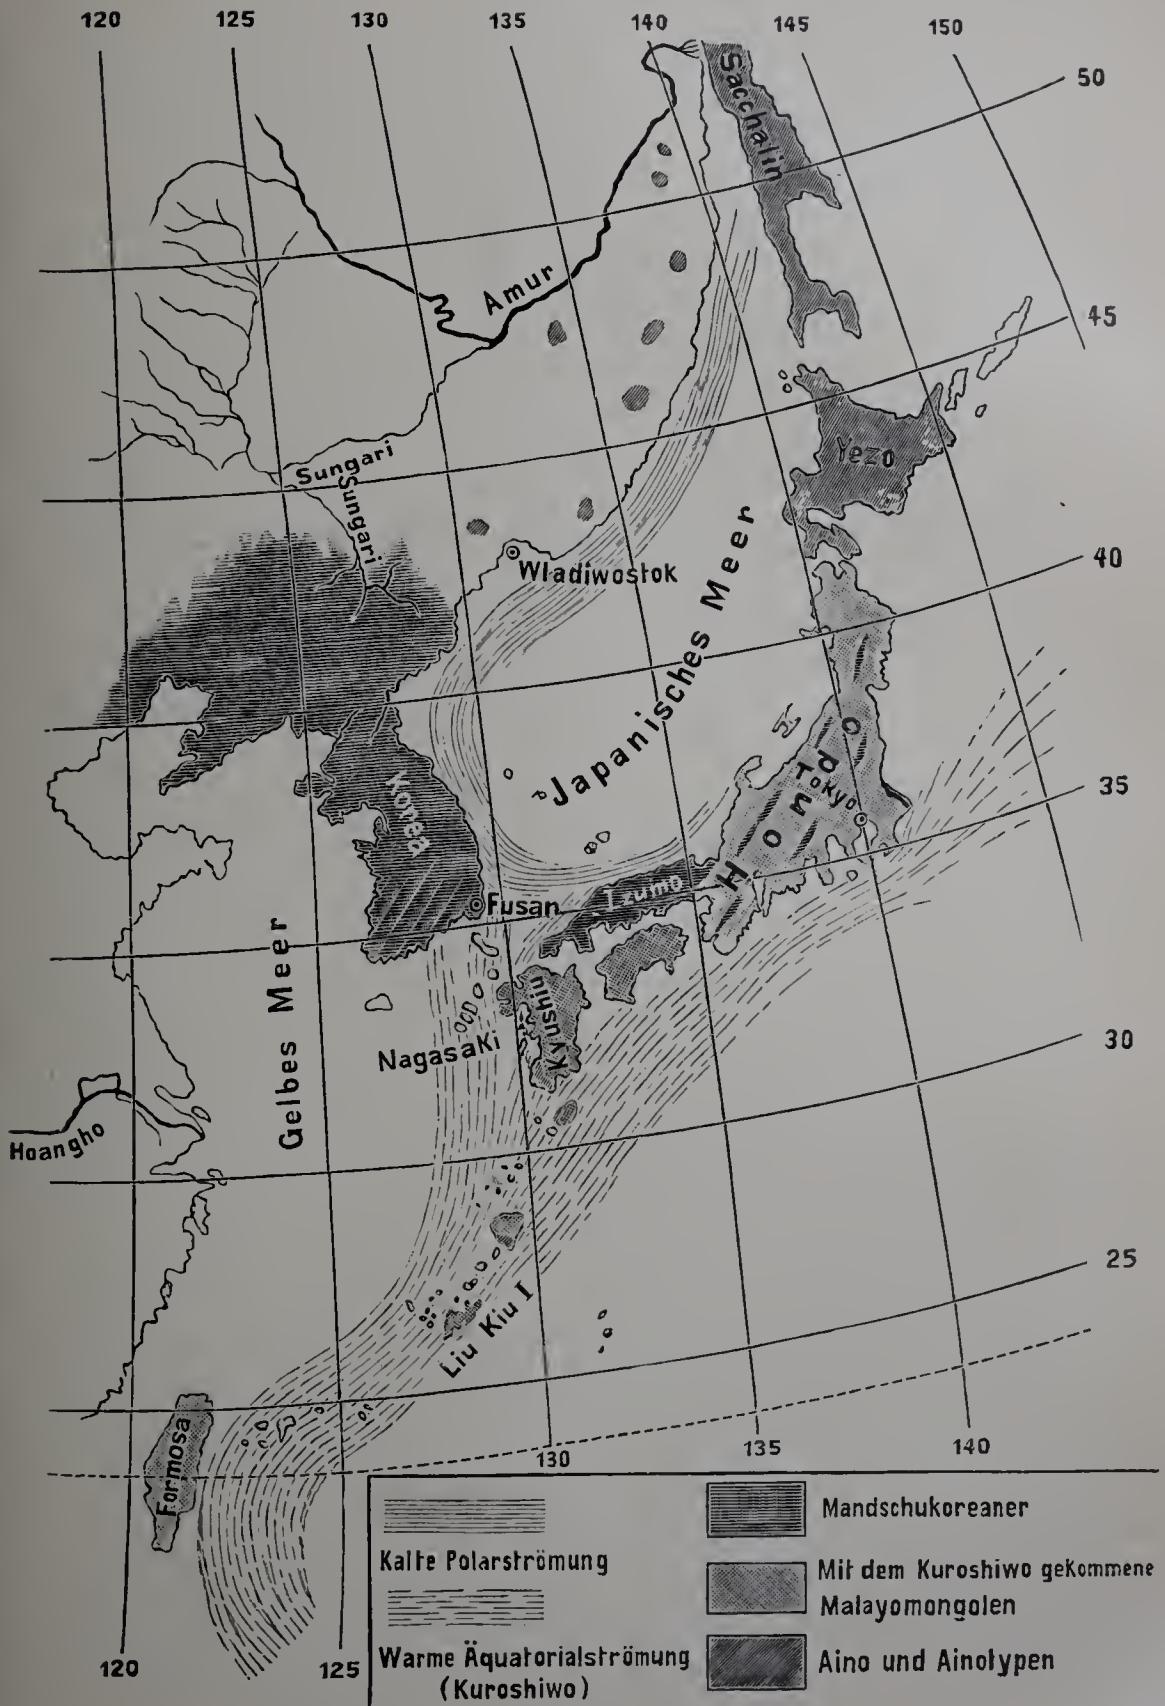 120 125 130 135 140 145 150
50
Sacchalin
Amur
45
Yezo
Sungari
Sungari
Wladiwostok
40
Japanisches Meer
Hondo
Tokyo
35
Korea
Fusan
Izumo
Gelbes Meer
Kyushiu
Nagasaki
30
Hoangho
Liu Kiu I
25
Formosa
130 135 140
120 125
Kalte Polarströmung
Warme Äquatorialströmung
(Kuroshiwo)
Mandschukoreaner
Mit dem Kuroshiwo gekommene
Malayomongolen
Aino und Ainotypen